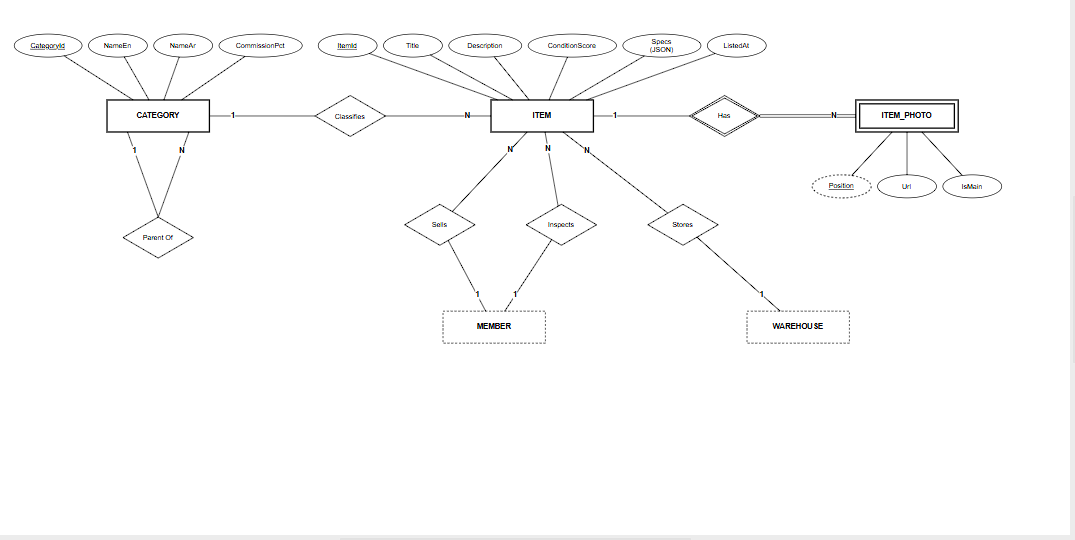 CategoryId
NameEn
NameAr
CommissionPct
ItemId
Title
Description
ConditionScore
Specs
(JSON)
ListedAt
CATEGORY
1
Classifies
N
ITEM
1
Has
N
ITEM_PHOTO
1
N
N
N
N
Position
Url
IsMain
Parent Of
Sells
Inspects
Stores
1
1
1
MEMBER
WAREHOUSE